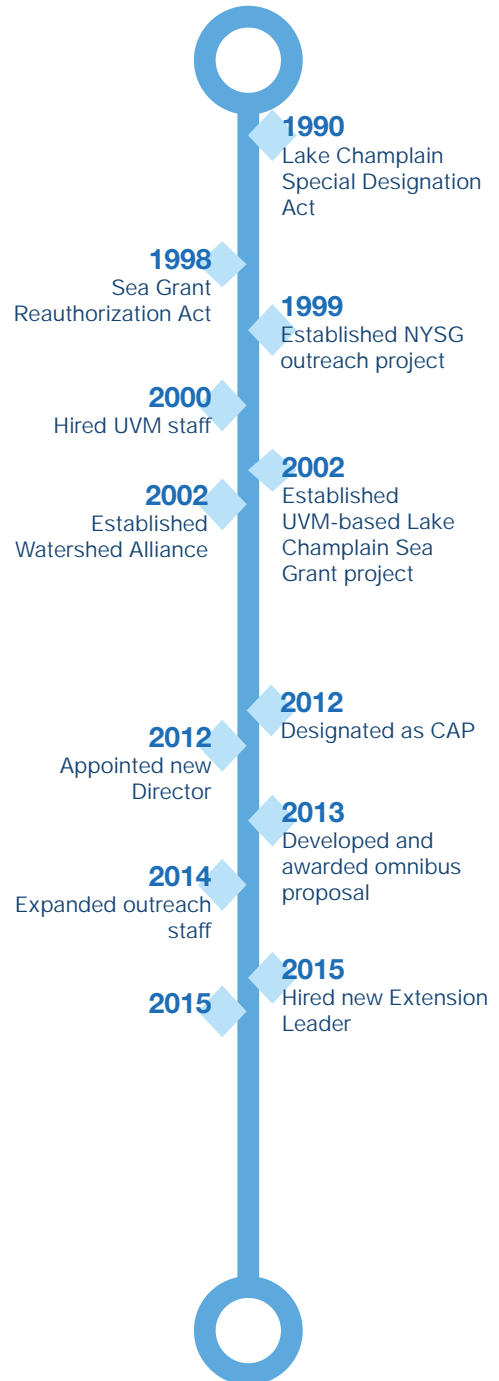 1990
Lake Champlain
Special Designation
Act
1998
Sea Grant
Reauthorization Act
1999
Established NYSG
outreach project
2000
Hired UVM staff
2002
Established
UVM-based Lake
Champlain Sea
Grant project
2002
Established
Watershed Alliance
2012
Designated as CAP
2012
Appointed new
Director
2013
Developed and
awarded omnibus
proposal
2014
Expanded outreach
staff
2015
Hired new Extension
Leader
2015